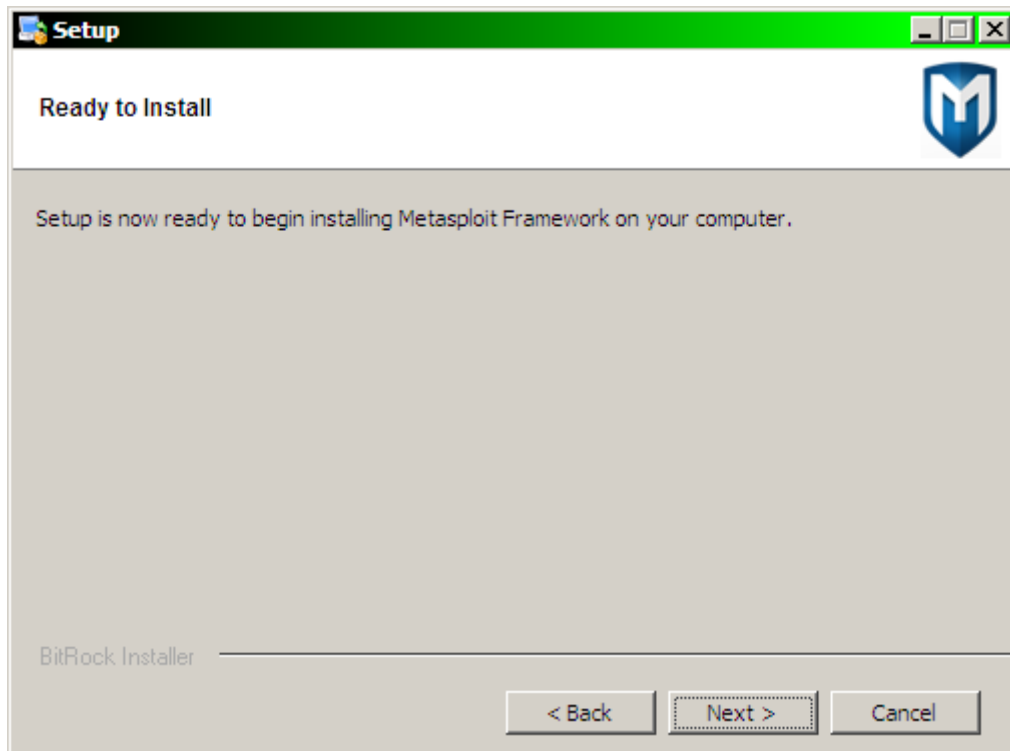 Setup
Ready to Install
Setup is now ready to begin installing Metasploit Framework on your computer.
BitRock Installer
< Back Next > Cancel